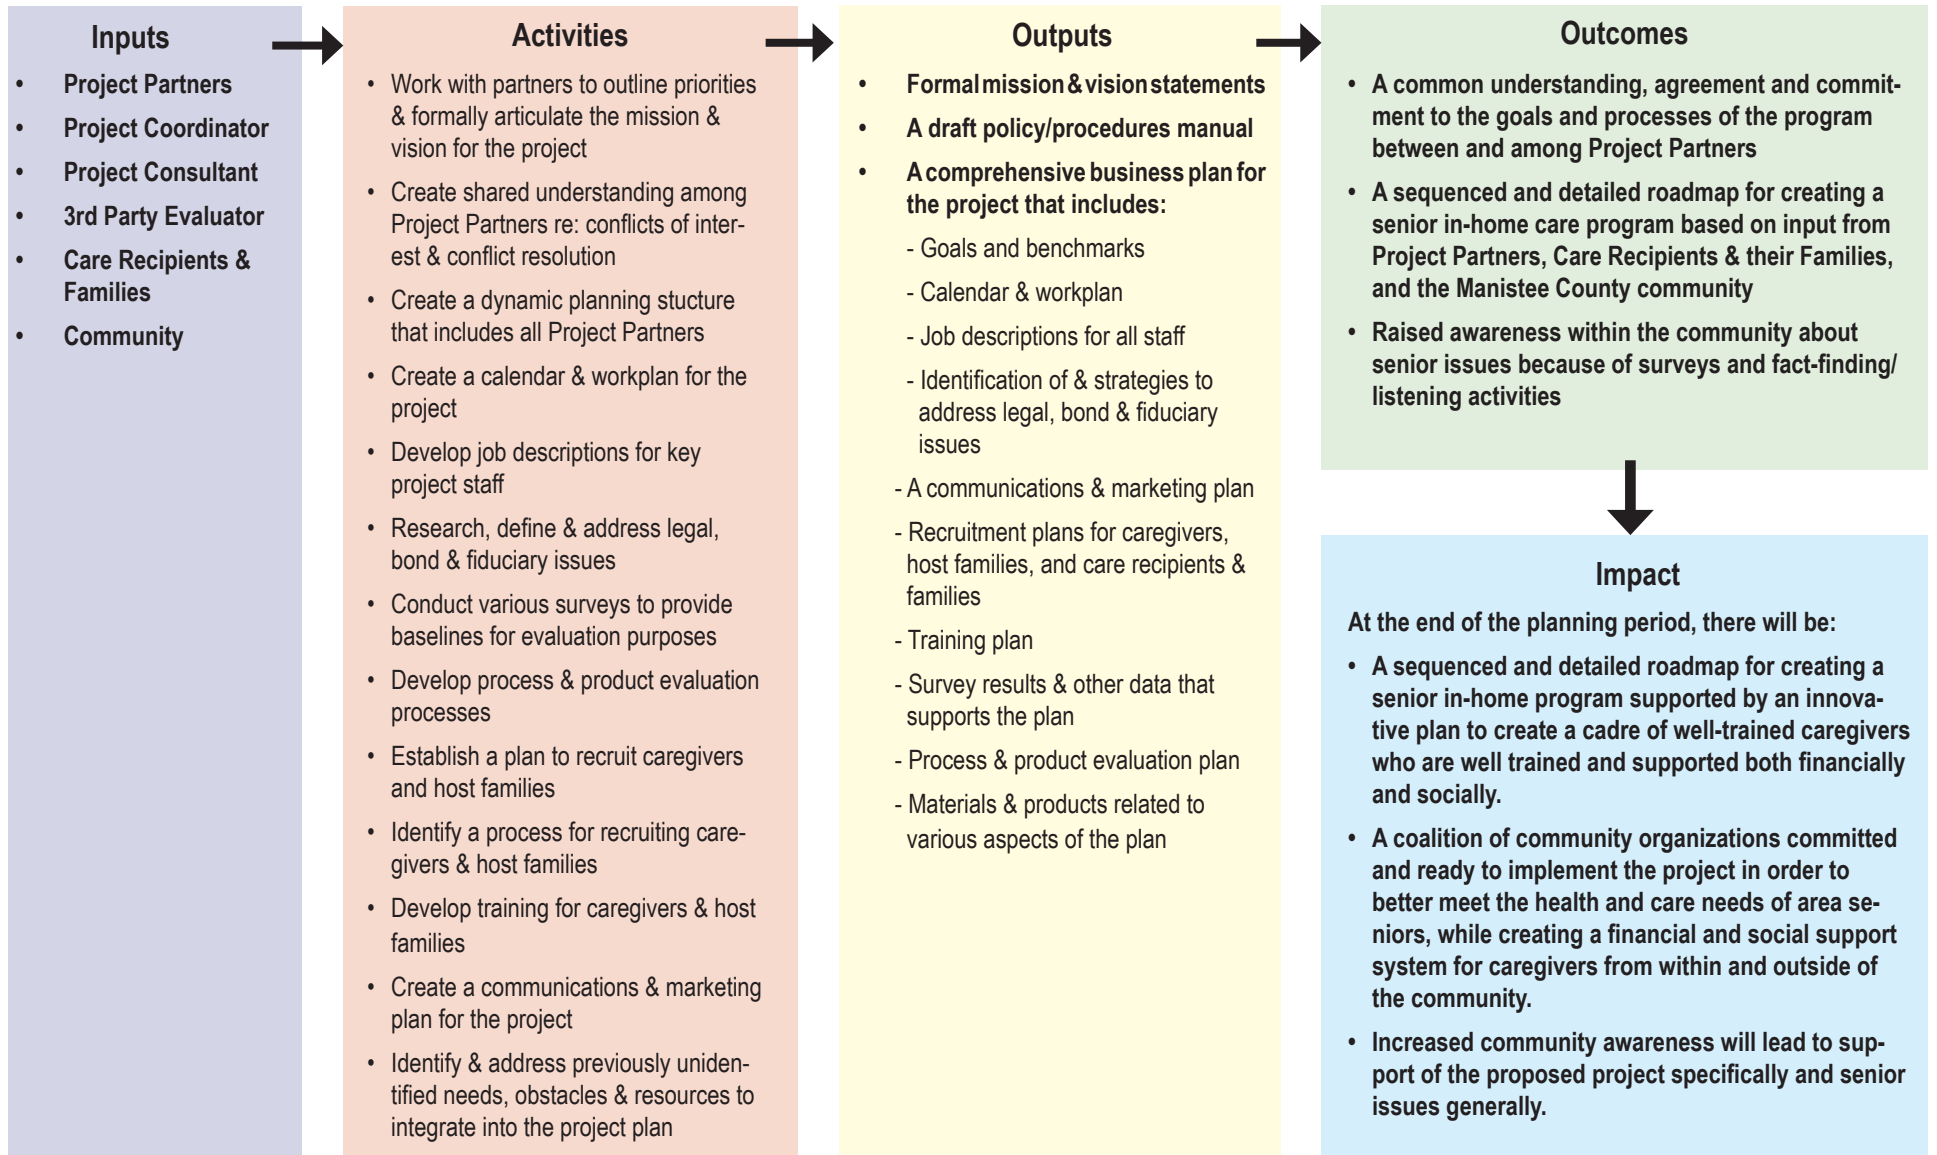 Inputs
• Project Partners
• Project Coordinator
• Project Consultant
• 3rd Party Evaluator
• Care Recipients &
Families
• Community
Activities
• Work with partners to outline priorities
& formally articulate the mission &
vision for the project
• Create shared understanding among
Project Partners re: conflicts of inter-
est & conflict resolution
• Create a dynamic planning stucture
that includes all Project Partners
• Create a calendar & workplan for the
project
• Develop job descriptions for key
project staff
• Research, define & address legal,
bond & fiduciary issues
• Conduct various surveys to provide
baselines for evaluation purposes
• Develop process & product evaluation
processes
• Establish a plan to recruit caregivers
and host families
• Identify a process for recruiting care-
givers & host families
• Develop training for caregivers & host
families
• Create a communications & marketing
plan for the project
• Identify & address previously uniden-
tified needs, obstacles & resources to
integrate into the project plan
Outputs
• Formal mission & vision statements
• A draft policy/procedures manual
• A comprehensive business plan for
the project that includes:
- Goals and benchmarks
- Calendar & workplan
- Job descriptions for all staff
- Identification of & strategies to
address legal, bond & fiduciary
issues
- A communications & marketing plan
- Recruitment plans for caregivers,
host families, and care recipients &
families
- Training plan
- Survey results & other data that
supports the plan
- Process & product evaluation plan
- Materials & products related to
various aspects of the plan
Outcomes
• A common understanding, agreement and commit-
ment to the goals and processes of the program
between and among Project Partners
• A sequenced and detailed roadmap for creating a
senior in-home care program based on input from
Project Partners, Care Recipients & their Families,
and the Manistee County community
• Raised awareness within the community about
senior issues because of surveys and fact-finding/
listening activities
Impact
At the end of the planning period, there will be:
• A sequenced and detailed roadmap for creating a
senior in-home program supported by an innova-
tive plan to create a cadre of well-trained caregivers
who are well trained and supported both financially
and socially.
• A coalition of community organizations committed
and ready to implement the project in order to
better meet the health and care needs of area se-
niors, while creating a financial and social support
system for caregivers from within and outside of
the community.
• Increased community awareness will lead to sup-
port of the proposed project specifically and senior
issues generally.